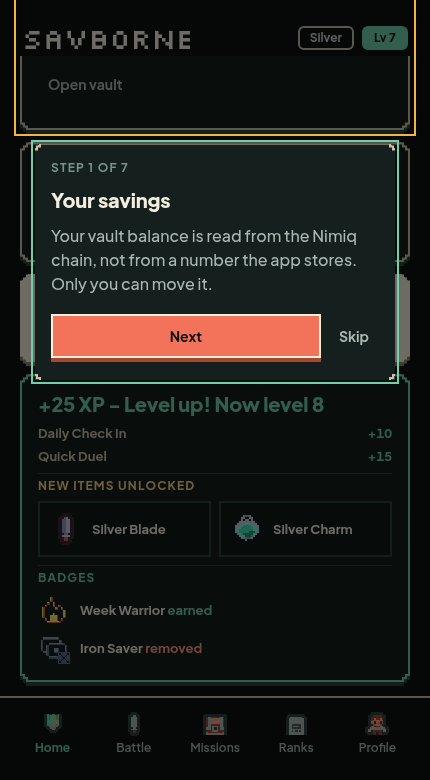 SAVBORNE
Silver
Lv 7
Open vault
STEP 1 OF 7
Your savings
Your vault balance is read from the Nimiq
chain, not from a number the app stores.
Only you can move it.
Next
Skip
+25 XP – Level up! Now level 8
Daily Check In
+10
Quick Duel
+15
NEW ITEMS UNLOCKED
Silver Blade
Silver Charm
BADGES
Week Warrior earned
Iron Saver removed
Home
Battle
Missions
Ranks
Profile